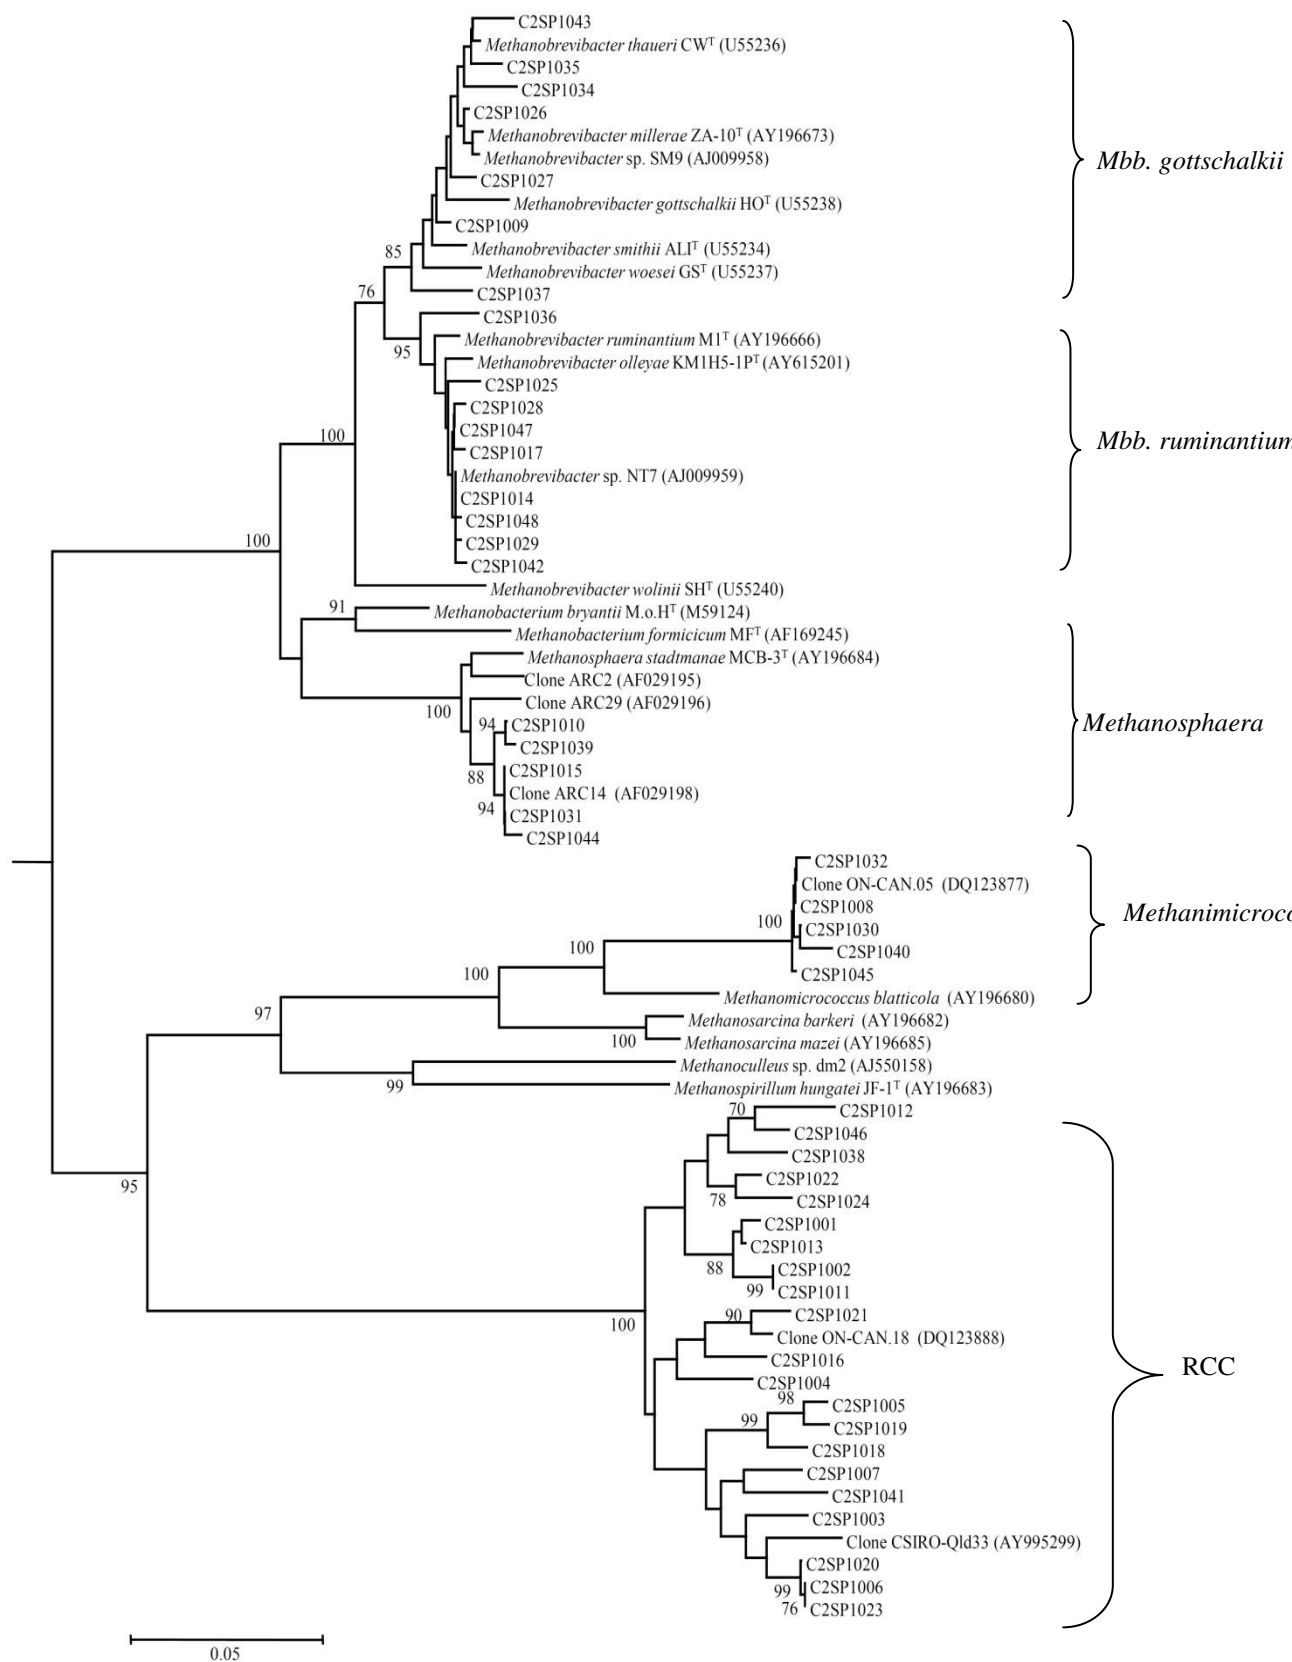 C2SP1043
Methanobrevibacter thaueri CWT (U55236)
C2SP1035
C2SP1034
C2SP1026
Methanobrevibacter millerae ZA-10T (AY196673)
Mbb. gottschalkii
Methanobrevibacter sp. SM9 (AJ009958)
C2SP1027
Methanobrevibacter gottschalkii HOT (U55238)
C2SP1009
85
Methanobrevibacter smithii ALIT (U55234)
Methanobrevibacter woesei GST (U55237)
76
C2SP1037
C2SP1036
Methanobrevibacter ruminantium M1T (AY196666)
95
Methanobrevibacter olleyae KM1H5-1PT (AY615201)
C2SP1025
C2SP1028
100
C2SP1047
Mbb. ruminantium
C2SP1017
Methanobrevibacter sp. NT7 (AJ009959)
C2SP1014
C2SP1048
100
C2SP1029
C2SP1042
Methanobrevibacter wolinii SHT (U55240)
91
Methanobacterium bryantii M.o.HT (M59124)
Methanobacterium formicicum MFT (AF169245)
Methanosphaera stadtmanae MCB-3T (AY196684)
Clone ARC2 (AF029195)
100
Clone ARC29 (AF029196)
94
C2SP1010
Methanosphaera
C2SP1039
88
C2SP1015
Clone ARC14 (AF029198)
94
C2SP1031
C2SP1044
C2SP1032
Clone ON-CAN.05 (DQ123877)
C2SP1008
Methanimicroco
100
C2SP1030
100
C2SP1040
100
C2SP1045
Methanomicrococcus blatticola (AY196680)
97
Methanosarcina barkeri (AY196682)
100
Methanosarcina mazei (AY196685)
Methanoculleus sp. dm2 (AJ550158)
99
Methanospirillum hungatei JF-1T (AY196683)
70
C2SP1012
C2SP1046
C2SP1038
95
C2SP1022
78
C2SP1024
C2SP1001
C2SP1013
88
C2SP1002
99
C2SP1011
100
90
C2SP1021
Clone ON-CAN.18 (DQ123888)
C2SP1016
RCC
C2SP1004
98
C2SP1005
99
C2SP1019
C2SP1018
C2SP1007
C2SP1041
C2SP1003
Clone CSIRO-Qld33 (AY995299)
C2SP1020
99
C2SP1006
76
C2SP1023
0.05